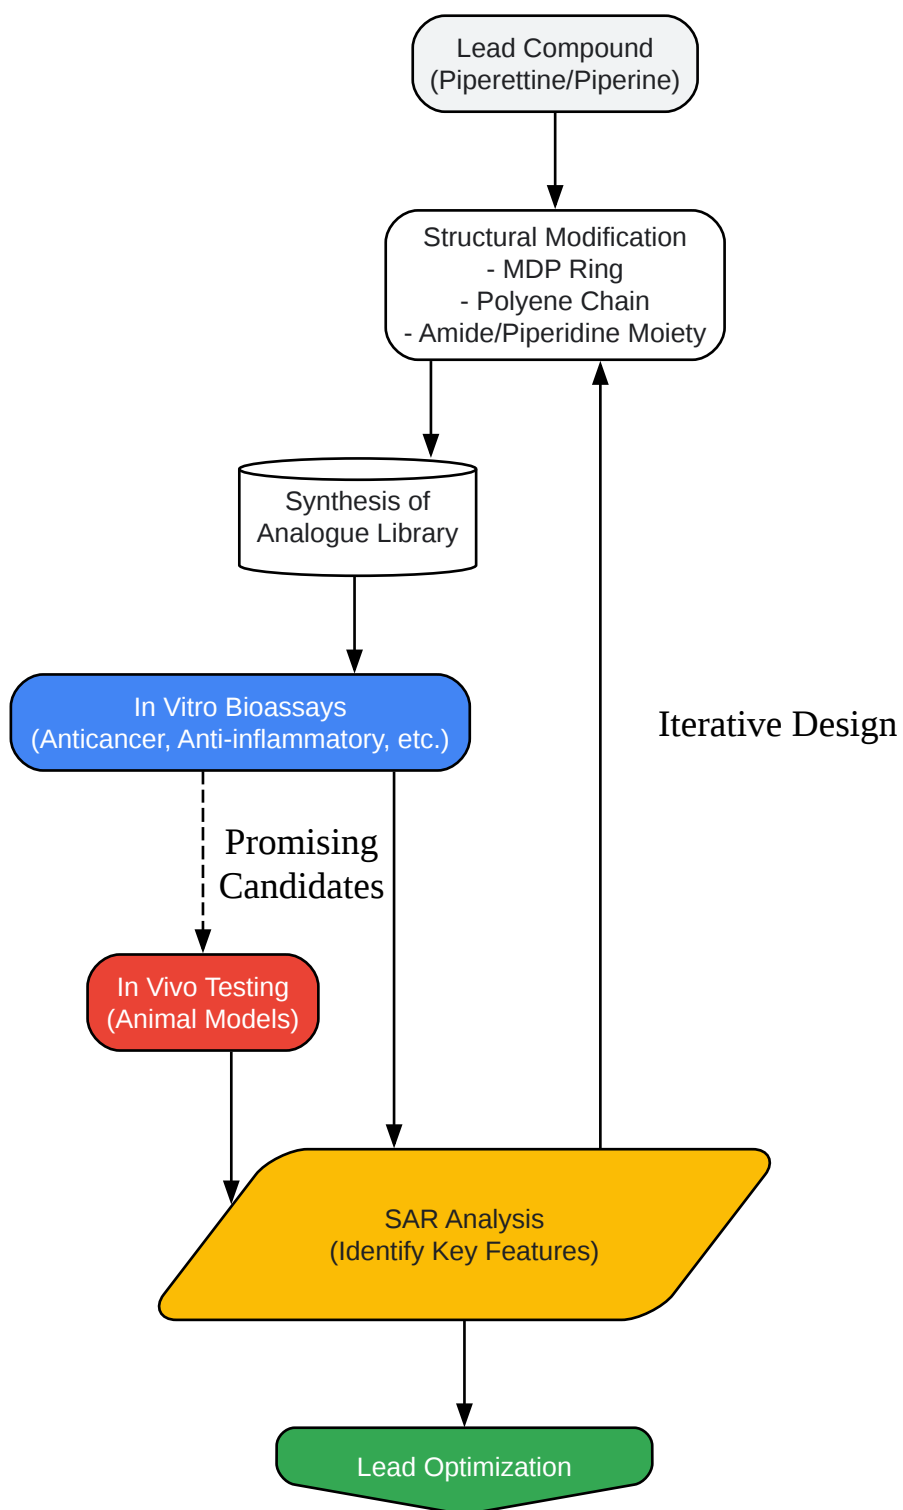 Lead Compound
(Piperettine/Piperine)
Structural Modification
- MDP Ring
- Polyene Chain
- Amide/Piperidine Moiety
Synthesis of
Analogue Library
In Vitro Bioassays
(Anticancer, Anti-inflammatory, etc.)
Iterative Design
Promising
Candidates
In Vivo Testing
(Animal Models)
SAR Analysis
(Identify Key Features)
Lead Optimization